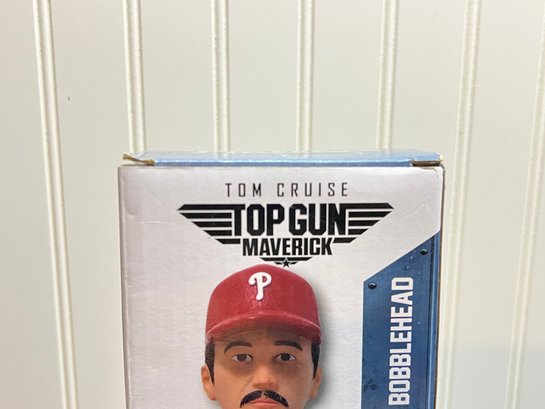 TOM CRUISE
TOP GUN
MAVERICK
P
BOBBLEHEAD